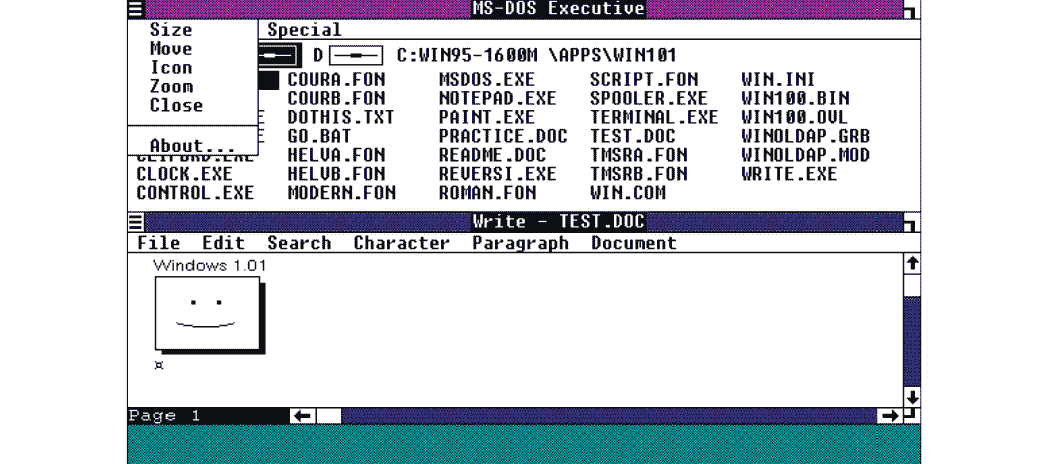 MS-DOS Executive
Size
Move
Icon
Zoom
Close
About...
Special
D C:WIN95-1600M \APPS\WIN101
COURA.FON MSDOS.EXE SCRIPT.FON WIN.INI
COURB.FON NOTEPAD.EXE SPOOLER.EXE WIN100.BIN
DOTHIS.TXT PAINT.EXE TERMINAL.EXE WIN100.OVL
GO.BAT PRACTICE.DOC TEST.DOC WINOLDAP.GRB
HELVA.FON README.DOC TMSRA.FON WINOLDAP.MOD
CLOCK.EXE HELVB.FON REVERSI.EXE TMSRB.FON WRITE.EXE
CONTROL.EXE MODERN.FON ROMAN.FON WIN.COM
Write - TEST.DOC
File Edit Search Character Paragraph Document
Windows 1.01
Page 1